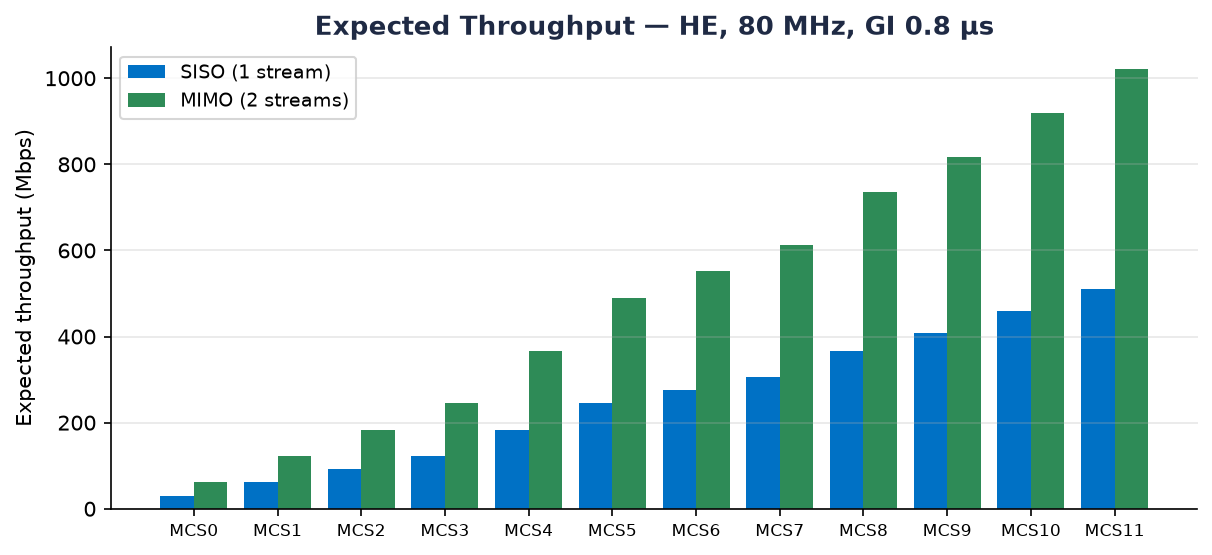 Expected Throughput — HE, 80 MHz, GI 0.8 µs
SISO (1 stream)
MIMO (2 streams)
Expected throughput (Mbps)
1000
800
600
400
200
0
MCS0 MCS1 MCS2 MCS3 MCS4 MCS5 MCS6 MCS7 MCS8 MCS9 MCS10 MCS11